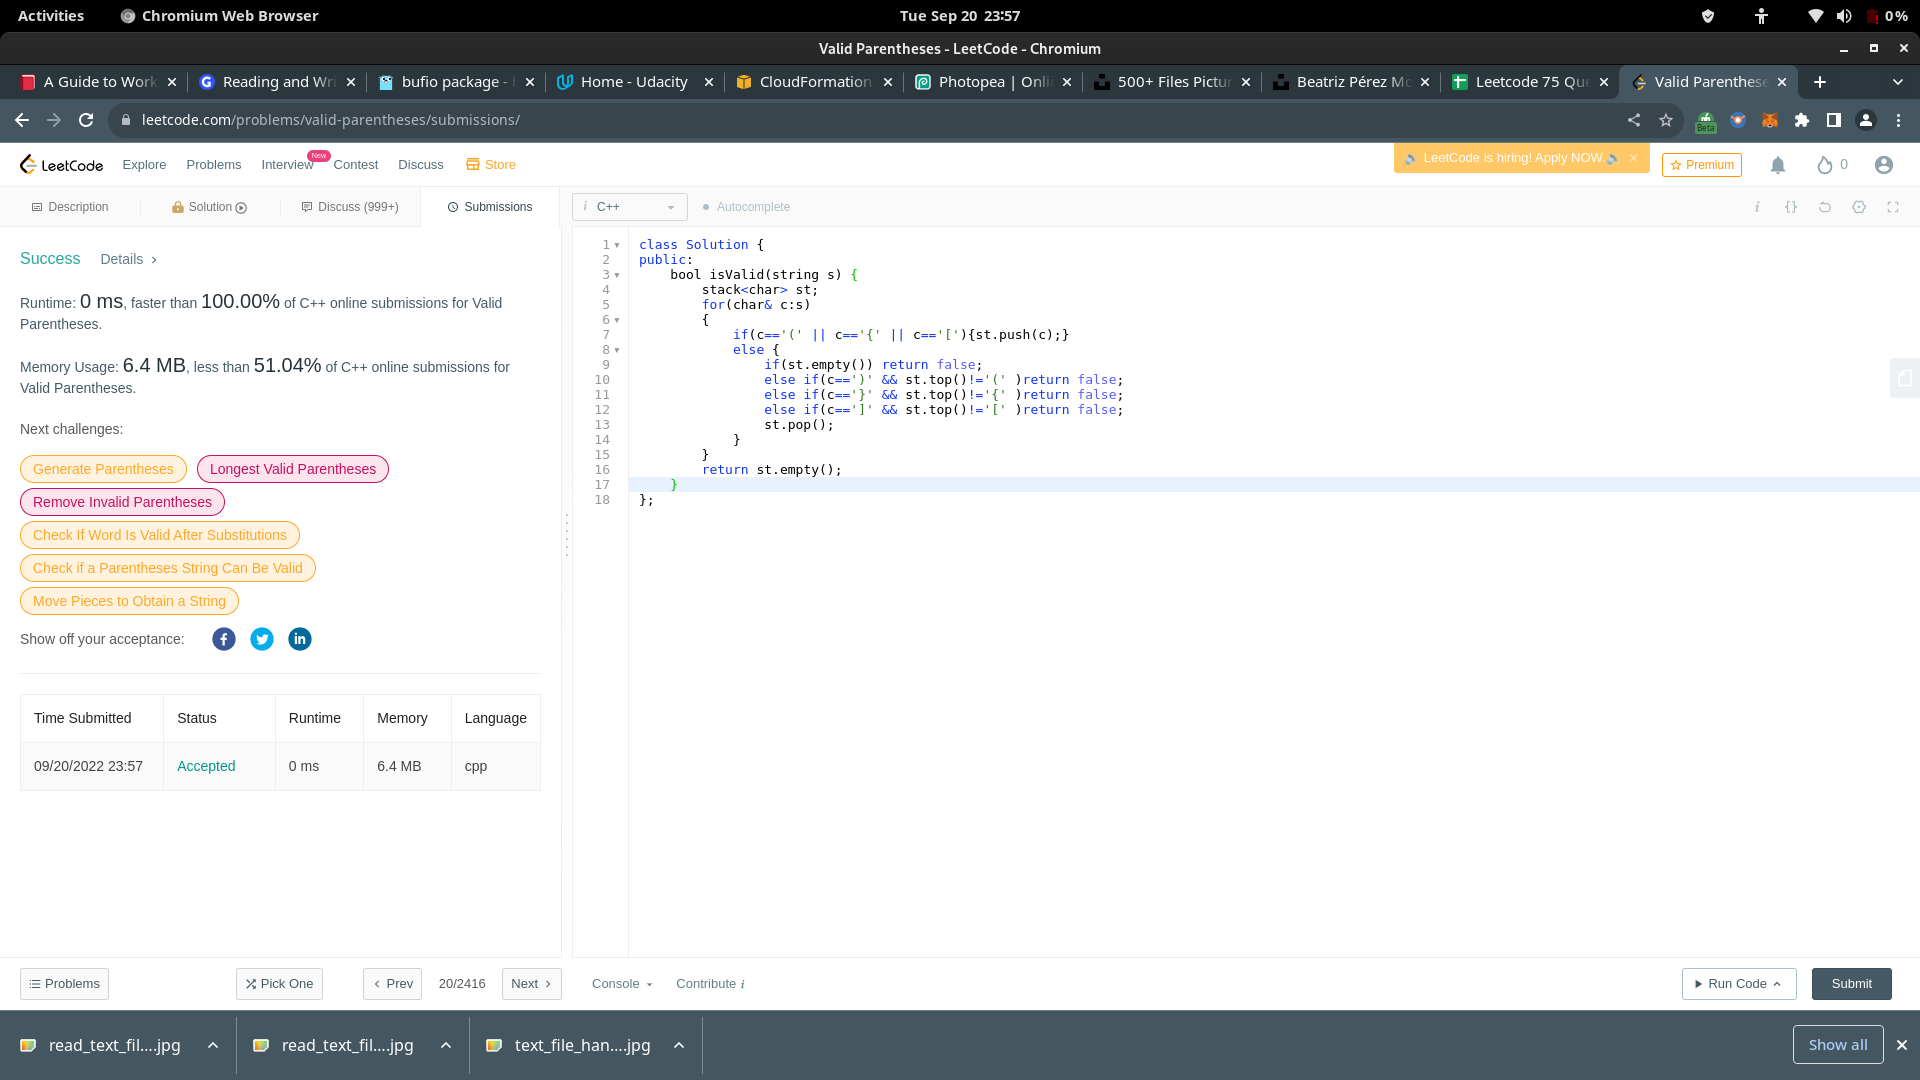 Activities
Chromium Web Browser
Tue Sep 20 23:57
0 %
Valid Parentheses - LeetCode - Chromium
A Guide to Work
Reading and Wri
bufio package -
Home - Udacity
CloudFormation
Photopea | Onli
500+ Files Pictur
Beatriz Pérez Mo
Leetcode 75 Que
Valid Parenthese
leetcode.com/problems/valid-parentheses/submissions/
Beta
LeetCode
Explore
Problems
Interview
New
Contest
Discuss
Store
LeetCode is hiring! Apply NOW.
Premium
0
Description
Solution
Discuss (999+)
Submissions
i C++
Autocomplete
i {}
Success
Details >
Runtime: 0 ms, faster than 100.00% of C++ online submissions for Valid
Parentheses.
Memory Usage: 6.4 MB, less than 51.04% of C++ online submissions for
Valid Parentheses.
Next challenges:
Generate Parentheses
Longest Valid Parentheses
Remove Invalid Parentheses
Check If Word Is Valid After Substitutions
Check if a Parentheses String Can Be Valid
Move Pieces to Obtain a String
Show off your acceptance:
Time Submitted Status Runtime Memory Language
09/20/2022 23:57 Accepted 0 ms 6.4 MB cpp
1 class Solution {
2 public:
3     bool isValid(string s) {
4         stack<char> st;
5         for(char& c:s)
6         {
7             if(c=='(' || c=='{' || c=='['){st.push(c);}
8             else {
9                 if(st.empty()) return false;
10                 else if(c==')' && st.top()!='(' )return false;
11                 else if(c=='}' && st.top()!='{' )return false;
12                 else if(c==']' && st.top()!='[' )return false;
13                 st.pop();
14             }
15         }
16         return st.empty();
17     }
18 };
Problems
Pick One
Prev
20/2416
Next
Console
Contribute i
Run Code
Submit
read_text_fil....jpg
read_text_fil....jpg
text_file_han....jpg
Show all